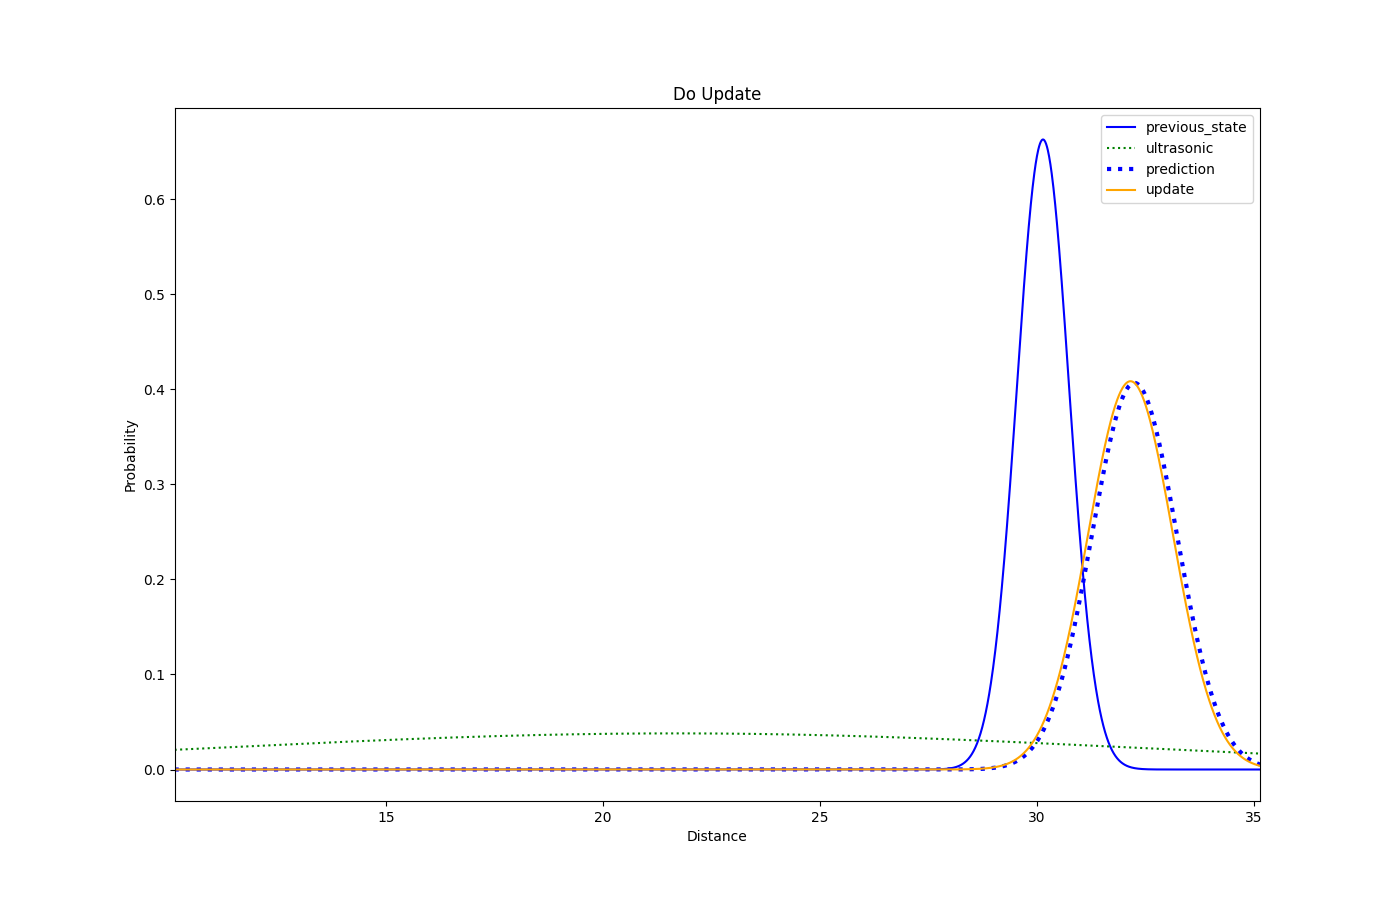 Do Update
previous_state
ultrasonic
prediction
update
Probability
0.6
0.5
0.4
0.3
0.2
0.1
0.0
15 20 25 30 35
Distance